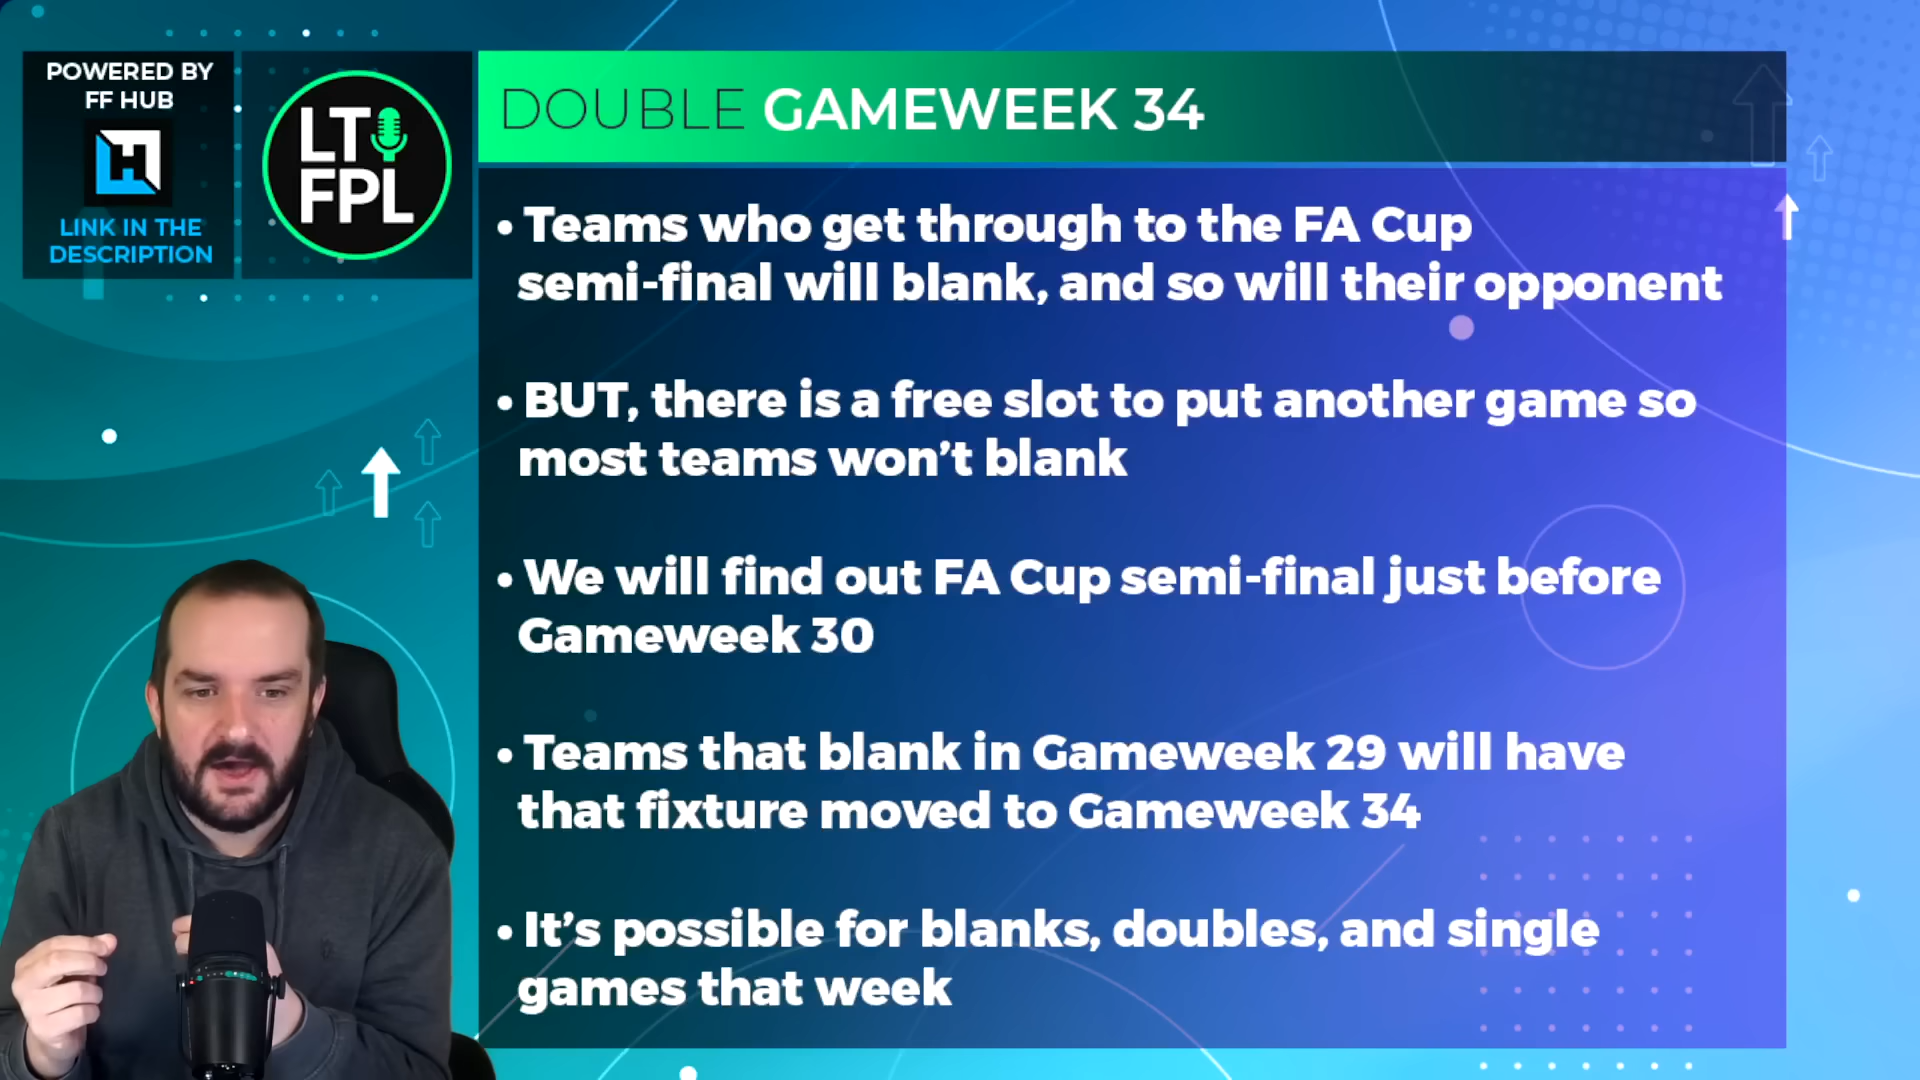 POWERED BY
FF HUB
LINK IN THE
DESCRIPTION
LT
FPL
DOUBLE GAMEWEEK 34
• Teams who get through to the FA Cup
semi-final will blank, and so will their opponent
• BUT, there is a free slot to put another game so
most teams won’t blank
• We will find out FA Cup semi-final just before
Gameweek 30
• Teams that blank in Gameweek 29 will have
that fixture moved to Gameweek 34
• It’s possible for blanks, doubles, and single
games that week